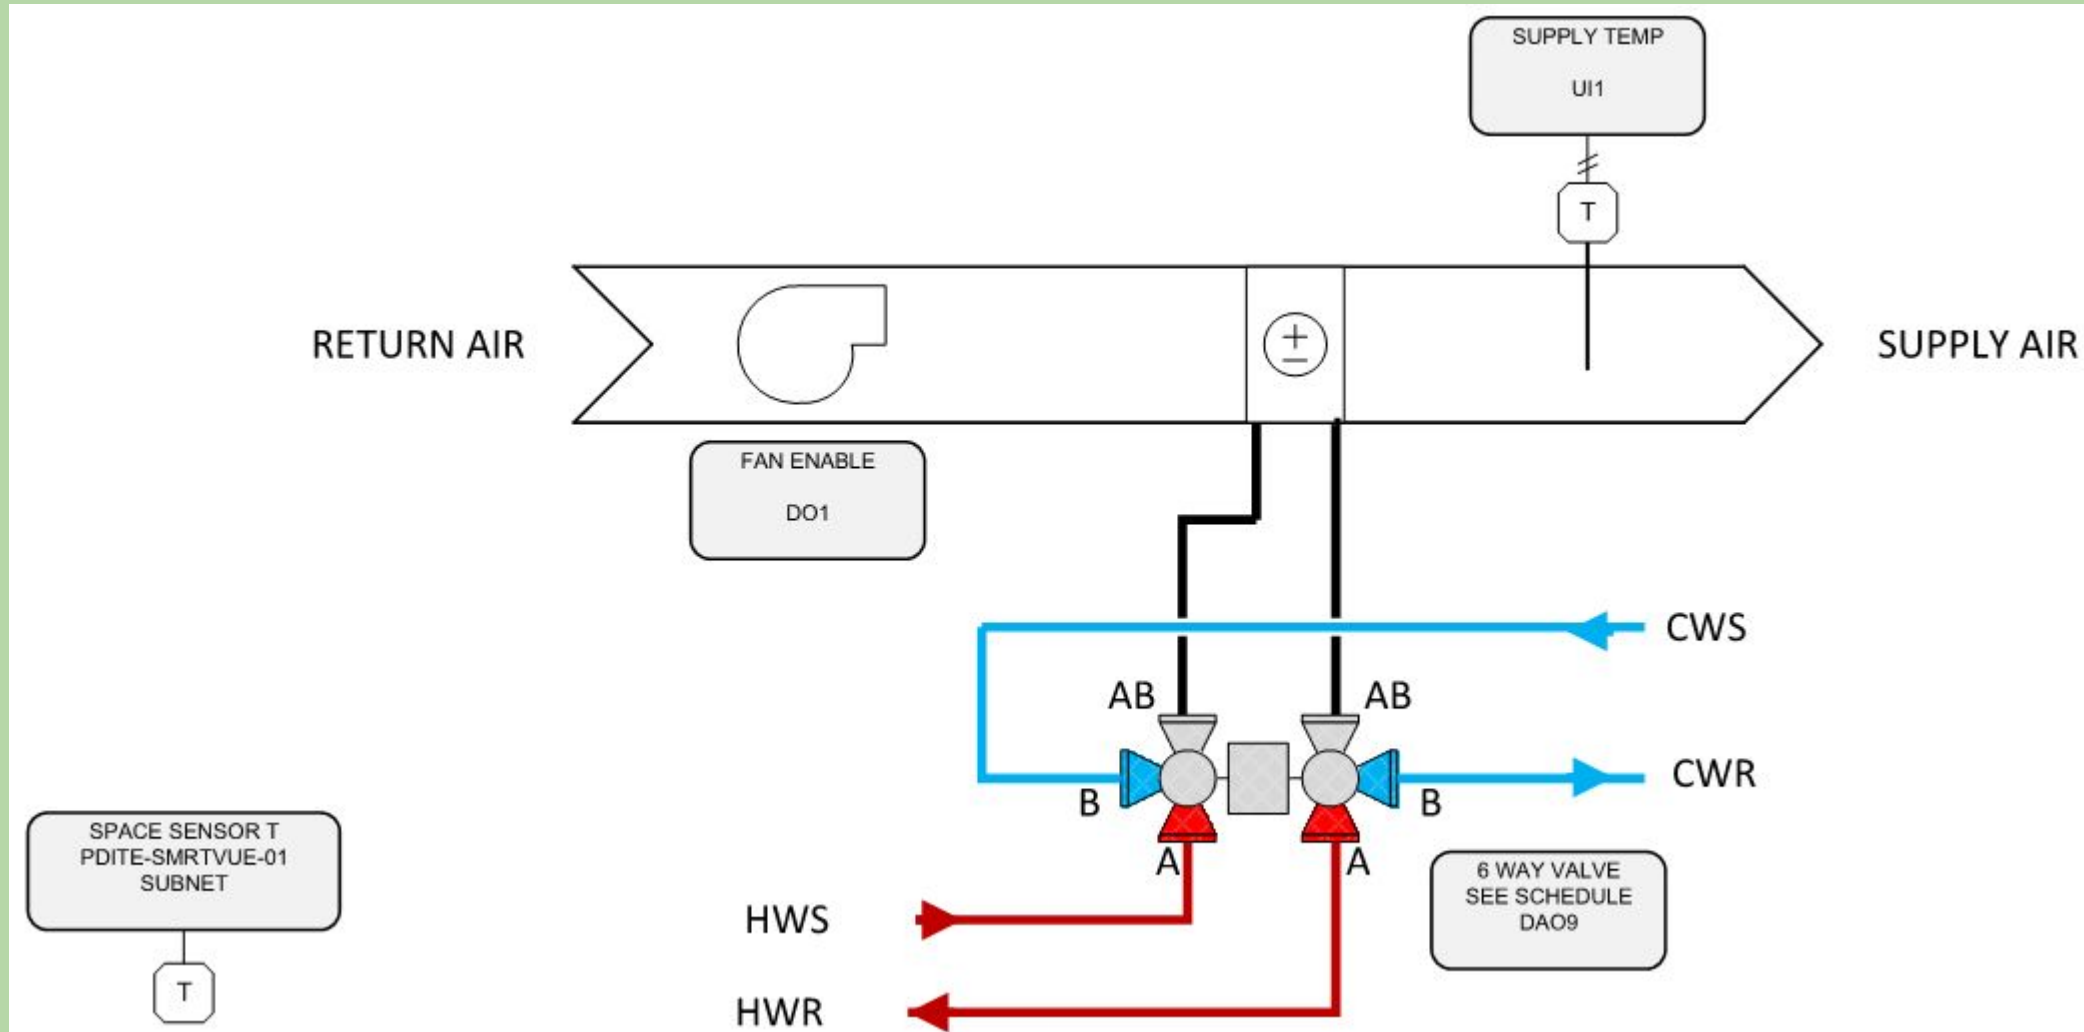 SUPPLY TEMP
UI1
T
RETURN AIR
+
−
SUPPLY AIR
FAN ENABLE
DO1
CWS
AB
AB
CWR
B
B
A
A
SPACE SENSOR T
PDITE-SMRTVUE-01
SUBNET
T
6 WAY VALVE
SEE SCHEDULE
DAO9
HWS
HWR